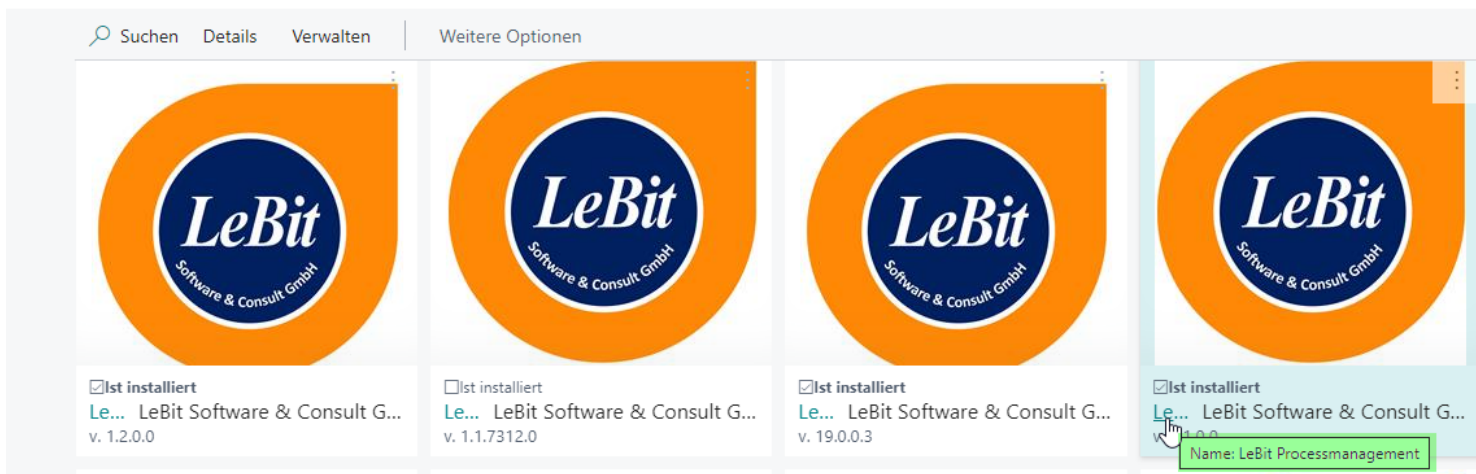 Suchen Details Verwalten Weitere Optionen
LeBit
Software & Consult GmbH
LeBit
Software & Consult GmbH
LeBit
Software & Consult GmbH
LeBit
Software & Consult GmbH
Ist installiert
Le... LeBit Software & Consult G...
v. 1.2.0.0
Ist installiert
Le... LeBit Software & Consult G...
v. 1.1.7312.0
Ist installiert
Le... LeBit Software & Consult G...
v. 19.0.0.3
Ist installiert
Le... LeBit Software & Consult G...
Name: LeBit Processmanagement